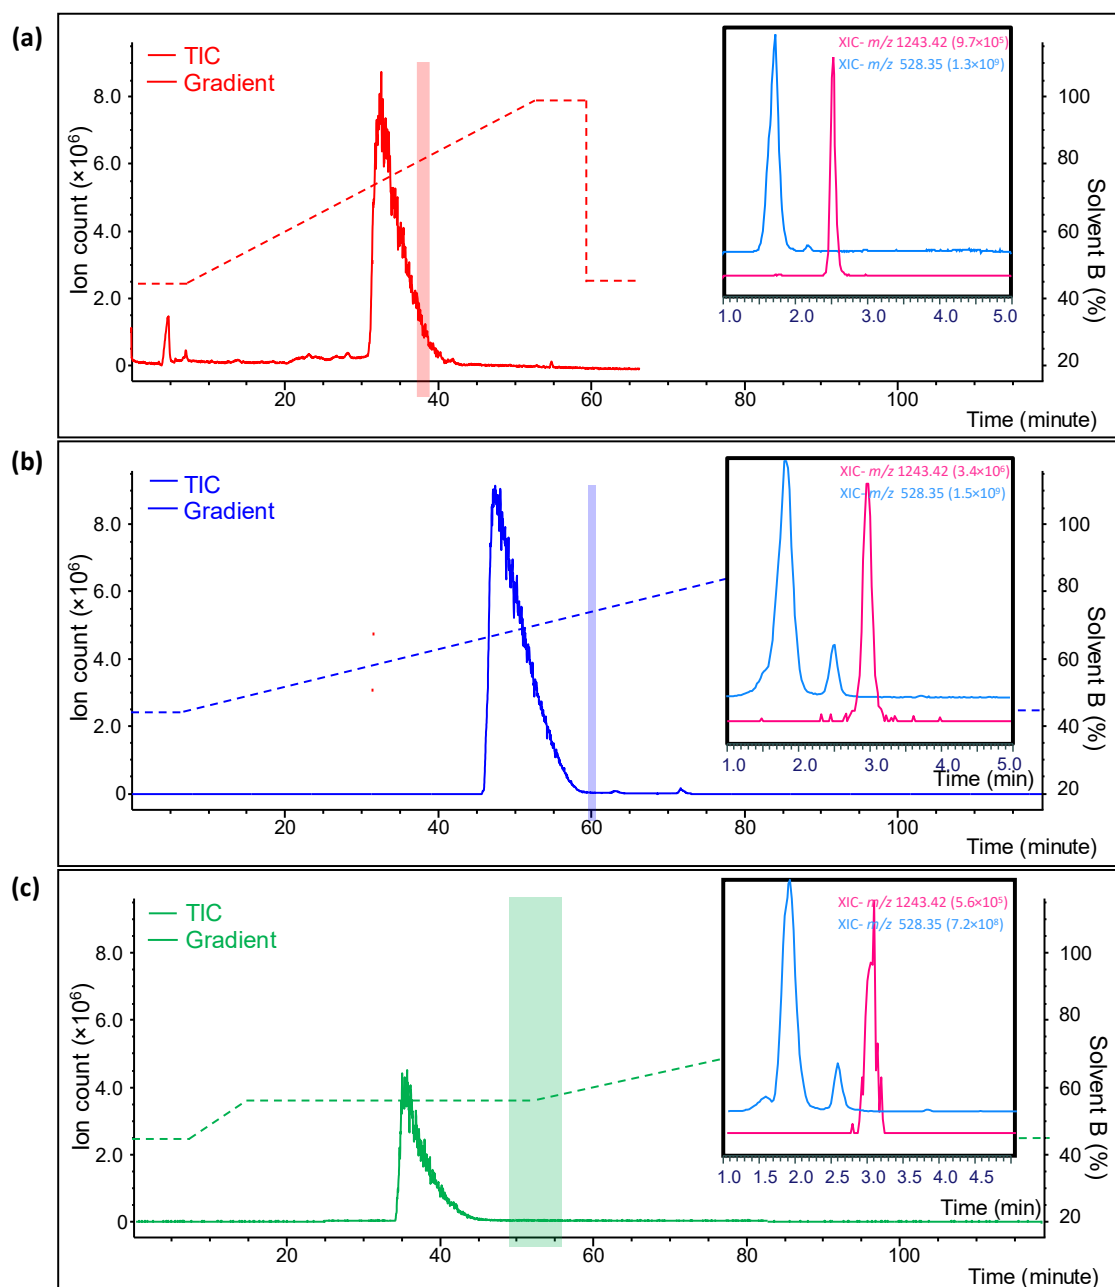 (a)
TIC
Gradient
XIC- m/z 1243.42 (9.7×10⁵)
XIC- m/z 528.35 (1.3×10⁹)
Ion count (×10⁶)
8.0
6.0
4.0
2.0
0
Solvent B (%)
100
80
60
40
20
1.0 2.0 3.0 4.0 5.0
20 40 60 80 100
Time (minute)
(b)
TIC
Gradient
XIC- m/z 1243.42 (3.4×10⁶)
XIC- m/z 528.35 (1.5×10⁹)
Ion count (×10⁶)
8.0
6.0
4.0
2.0
0
Solvent B (%)
100
80
60
40
20
1.0 2.0 3.0 4.0 5.0
Time (min)
20 40 60 80 100
Time (minute)
(c)
TIC
Gradient
XIC- m/z 1243.42 (5.6×10⁵)
XIC- m/z 528.35 (7.2×10⁸)
Ion count (×10⁶)
8.0
6.0
4.0
2.0
0
Solvent B (%)
100
80
60
40
20
1.0 1.5 2.0 2.5 3.0 3.5 4.0 4.5
Time (min)
20 40 60 80 100
Time (minute)